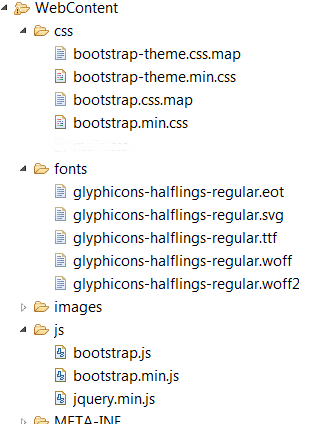 WebContent
css
bootstrap-theme.css.map
bootstrap-theme.min.css
bootstrap.css.map
bootstrap.min.css
fonts
glyphicons-halflings-regular.eot
glyphicons-halflings-regular.svg
glyphicons-halflings-regular.ttf
glyphicons-halflings-regular.woff
glyphicons-halflings-regular.woff2
images
js
bootstrap.js
bootstrap.min.js
jquery.min.js
META-INF